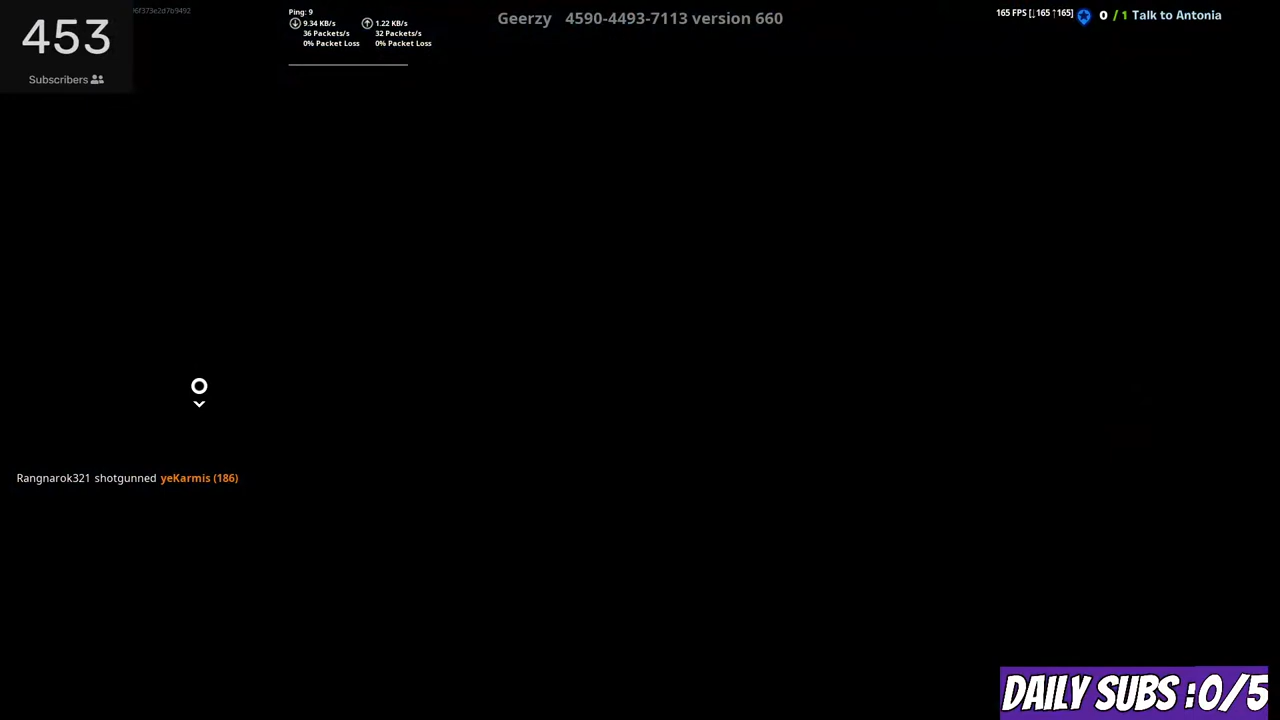 453
Subscribers
6f373e2d7b9492
Ping: 9
9.34 KB/s
36 Packets/s
0% Packet Loss
1.22 KB/s
32 Packets/s
0% Packet Loss
Geerzy 4590-4493-7113 version 660
165 FPS [↓165 ↑165]
0 / 1 Talk to Antonia
Rangnarok321 shotgunned yeKarmis (186)
DAILY SUBS :0/5